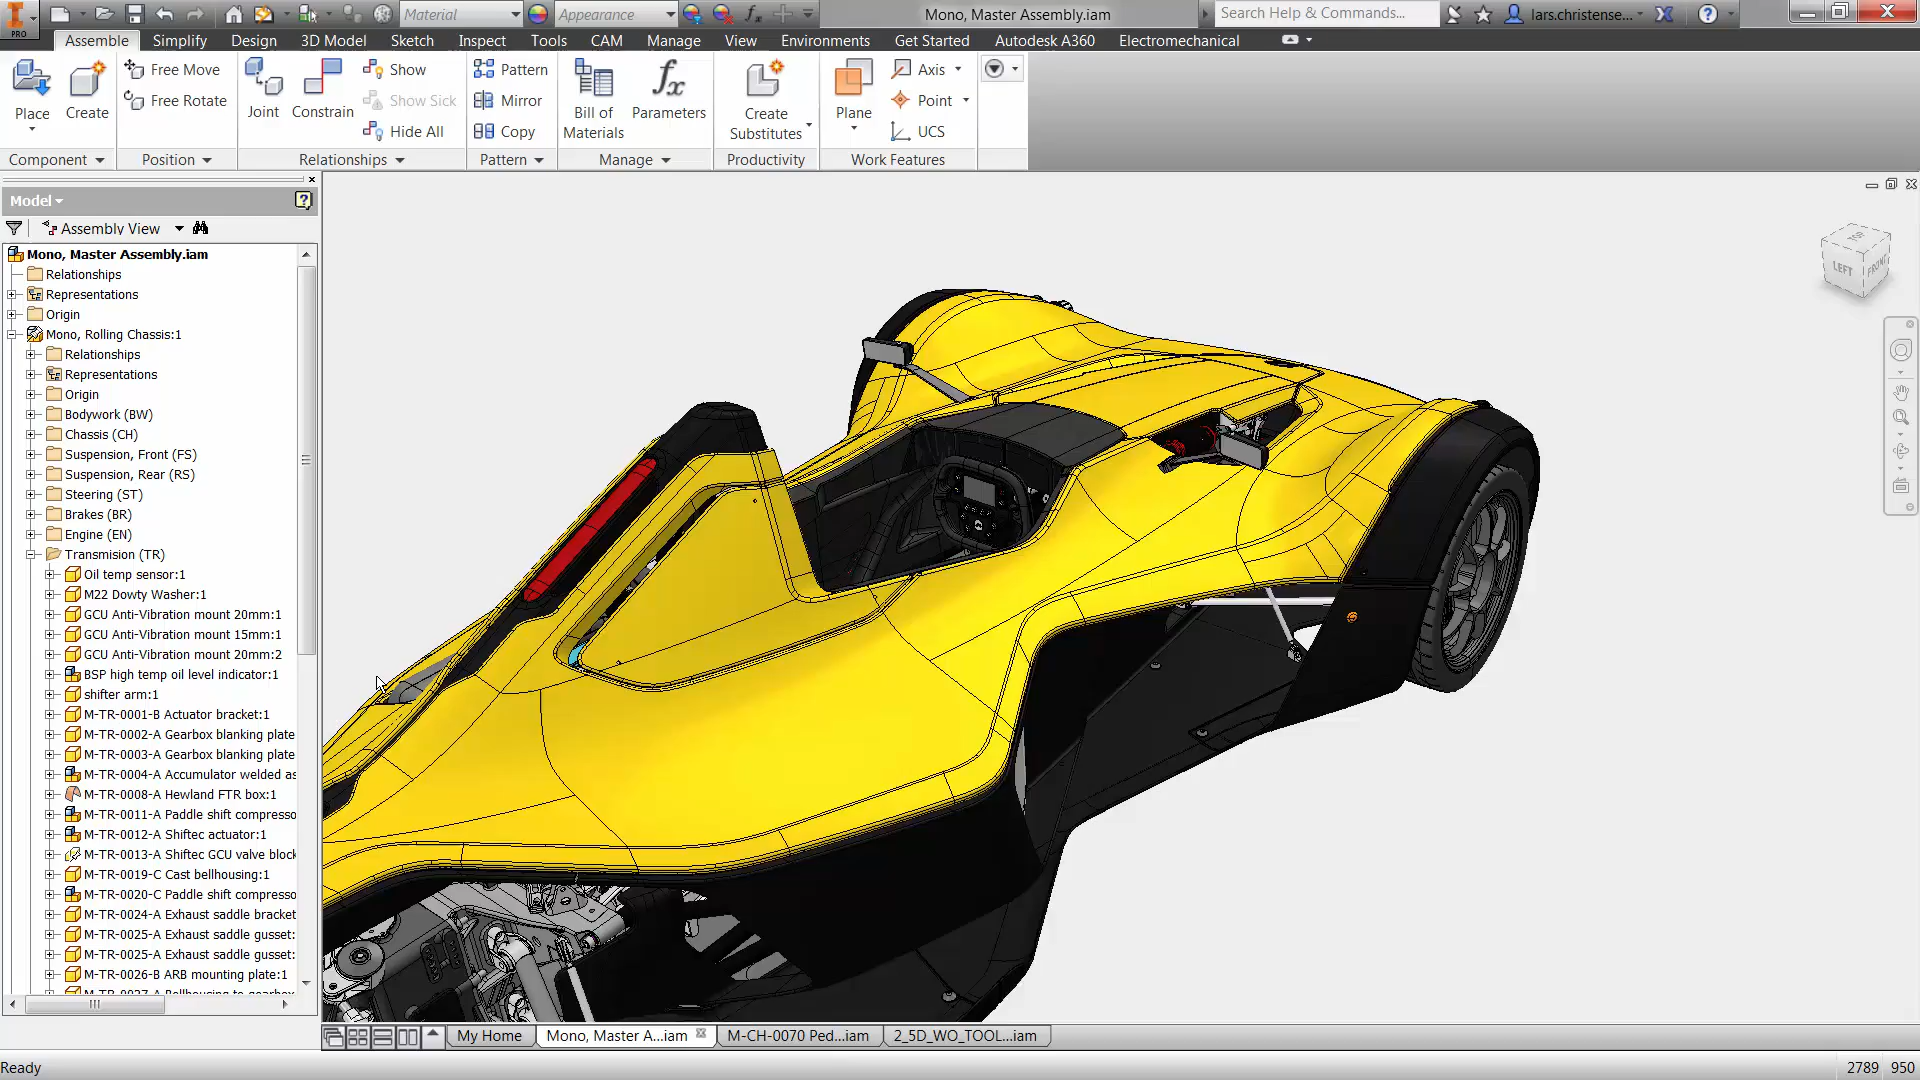 PRO
Material
Appearance
Mono, Master Assembly.iam
Search Help & Commands...
lars.christense...
Assemble Simplify Design 3D Model Sketch Inspect Tools CAM Manage View Environments Get Started Autodesk A360 Electromechanical
Place
Create
Free Move
Free Rotate
Joint
Constrain
Show
Show Sick
Hide All
Pattern
Mirror
Copy
Bill of
Materials
Parameters
Create
Substitutes
Plane
Axis
Point
UCS
Component Position Relationships Pattern Manage Productivity Work Features
Model
Assembly View
Mono, Master Assembly.iam
Relationships
Representations
Origin
Mono, Rolling Chassis:1
Relationships
Representations
Origin
Bodywork (BW)
Chassis (CH)
Suspension, Front (FS)
Suspension, Rear (RS)
Steering (ST)
Brakes (BR)
Engine (EN)
Transmision (TR)
Oil temp sensor:1
M22 Dowty Washer:1
GCU Anti-Vibration mount 20mm:1
GCU Anti-Vibration mount 15mm:1
GCU Anti-Vibration mount 20mm:2
BSP high temp oil level indicator:1
shifter arm:1
M-TR-0001-B Actuator bracket:1
M-TR-0002-A Gearbox blanking plate
M-TR-0003-A Gearbox blanking plate
M-TR-0004-A Accumulator welded as
M-TR-0008-A Hewland FTR box:1
M-TR-0011-A Paddle shift compresso
M-TR-0012-A Shiftec actuator:1
M-TR-0013-A Shiftec GCU valve block
M-TR-0019-C Cast bellhousing:1
M-TR-0020-C Paddle shift compresso
M-TR-0024-A Exhaust saddle bracket
M-TR-0025-A Exhaust saddle gusset:
M-TR-0025-A Exhaust saddle gusset:
M-TR-0026-B ARB mounting plate:1
M-TR-0027-A Bellhousing to gearbox
TOP
LEFT
FRONT
My Home
Mono, Master A...iam
M-CH-0070 Ped...iam
2_5D_WO_TOOL...iam
Ready
2789 950